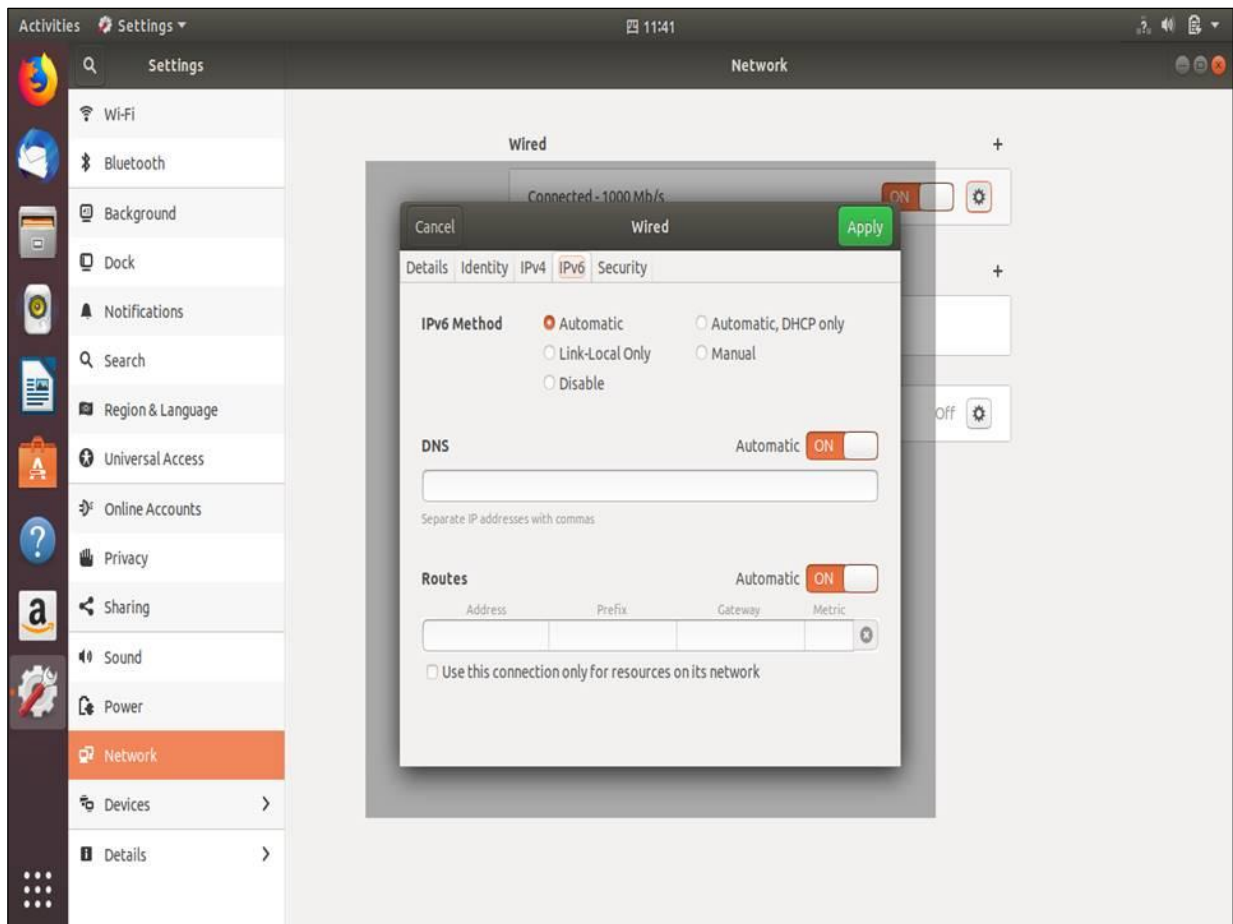 Activities Settings 11:41
Settings Network
Wi-Fi
Bluetooth
Background
Dock
Notifications
Search
Region & Language
Universal Access
Online Accounts
Privacy
Sharing
Sound
Power
Network
Devices
Details
Wired +
Connected - 1000 Mb/s ON
+
Off
Cancel Wired Apply
Details Identity IPv4 IPv6 Security
IPv6 Method Automatic Automatic, DHCP only
Link-Local Only Manual
Disable
DNS Automatic ON
Separate IP addresses with commas
Routes Automatic ON
Address Prefix Gateway Metric
Use this connection only for resources on its network